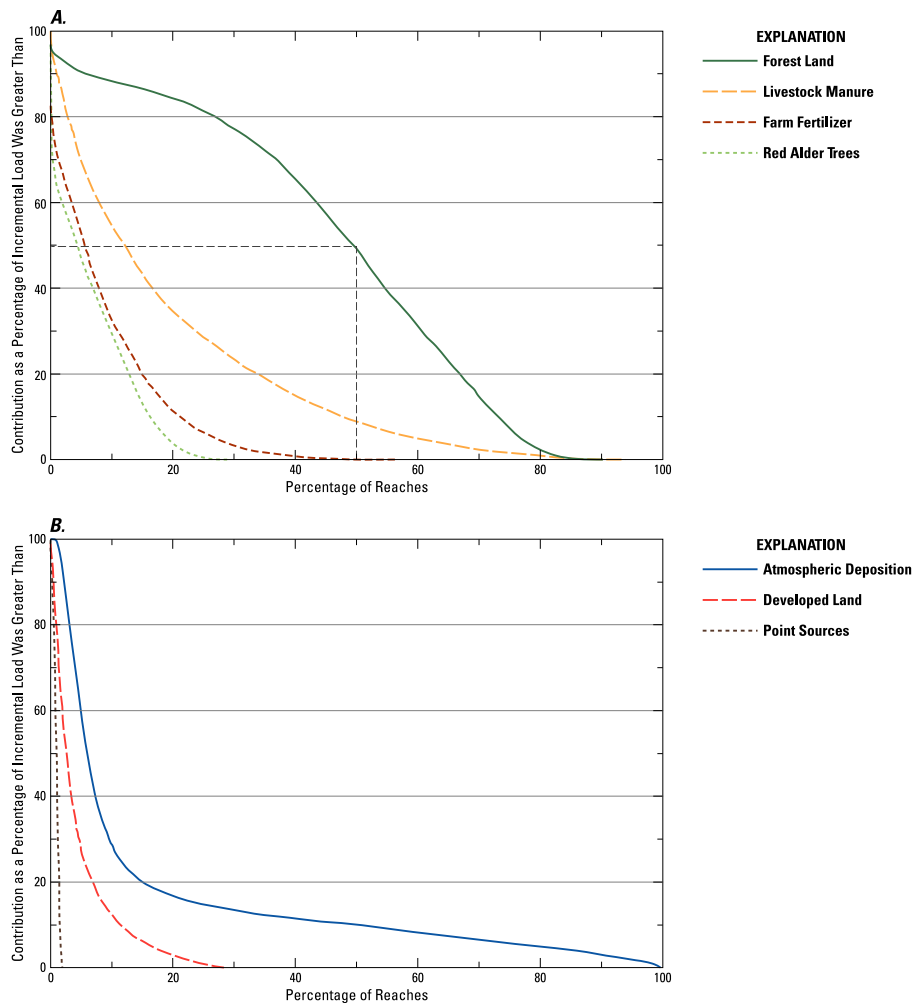 A.
Contribution as a Percentage of Incremental Load Was Greater Than
100
80
60
40
20
0
0 20 40 60 80 100
Percentage of Reaches
EXPLANATION
Forest Land
Livestock Manure
Farm Fertilizer
Red Alder Trees
B.
Contribution as a Percentage of Incremental Load Was Greater Than
100
80
60
40
20
0
0 20 40 60 80 100
Percentage of Reaches
EXPLANATION
Atmospheric Deposition
Developed Land
Point Sources